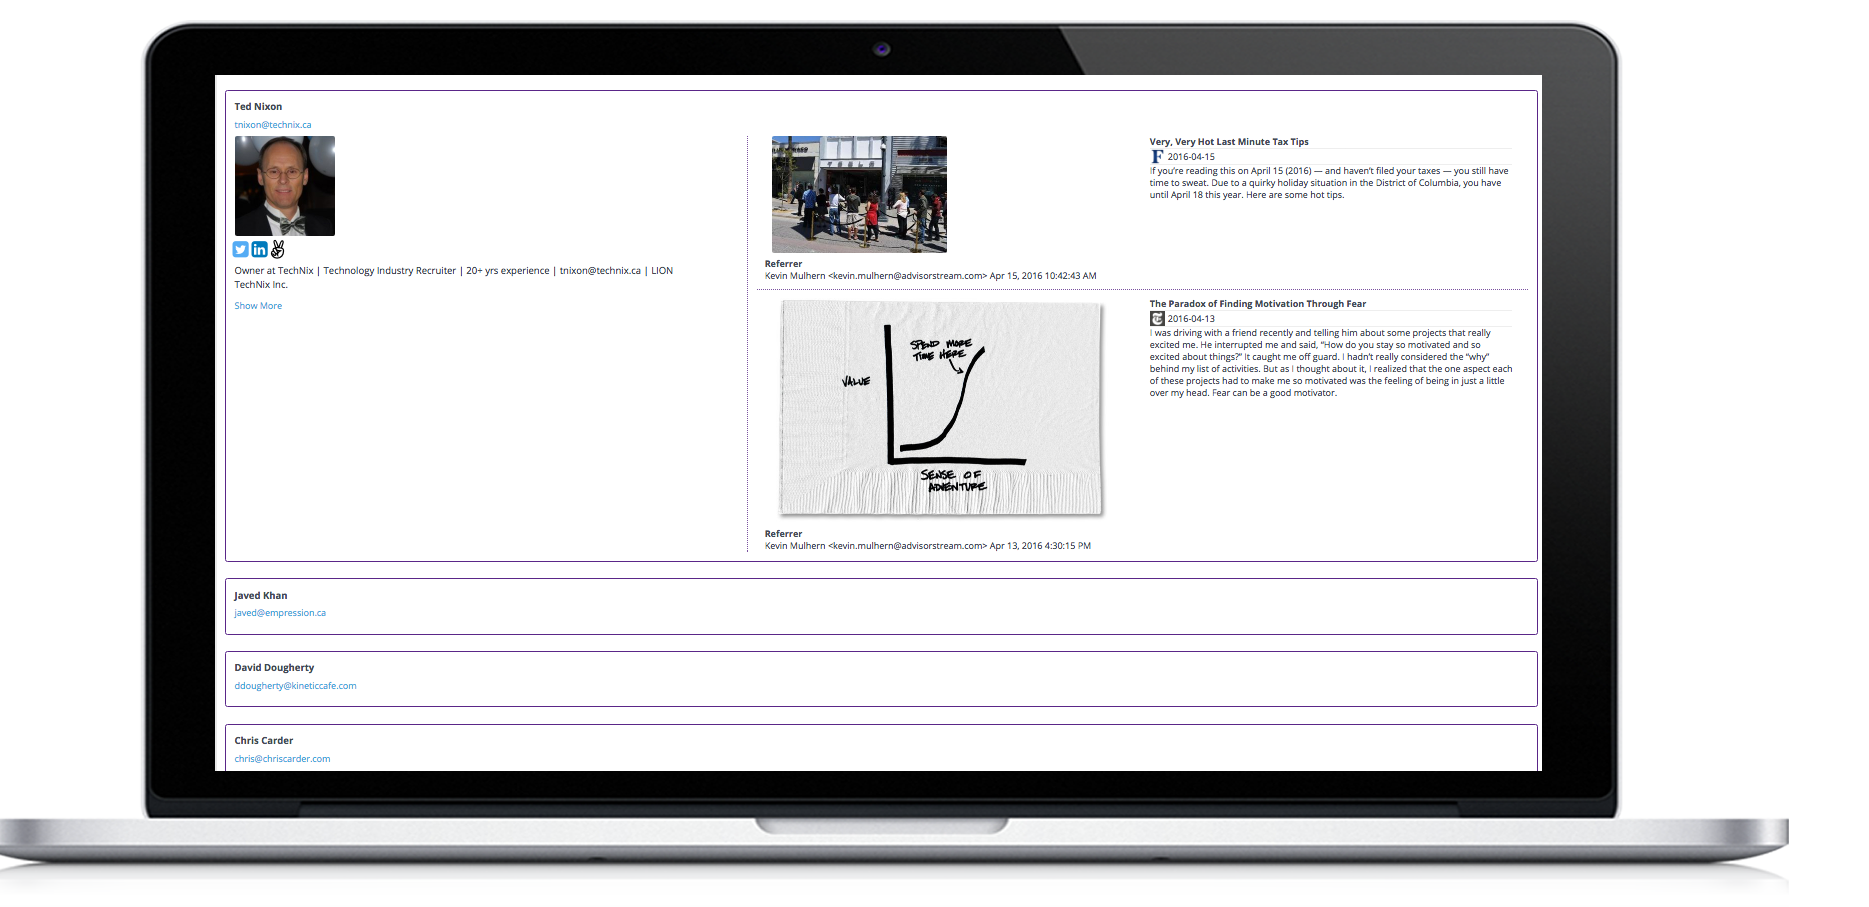 Ted Nixon
tnixon@technix.ca
Owner at TechNix | Technology Industry Recruiter | 20+ yrs experience | tnixon@technix.ca | LION
TechNix Inc.
Show More
TESLA
Referrer
Kevin Mulhern <kevin.mulhern@advisorstream.com> Apr 15, 2016 10:42:43 AM
Very, Very Hot Last Minute Tax Tips
F 2016-04-15
If you're reading this on April 15 (2016) — and haven't filed your taxes — you still have
time to sweat. Due to a quirky holiday situation in the District of Columbia, you have
until April 18 this year. Here are some hot tips.
SPEND MORE
TIME HERE
VALUE
SENSE OF
ADVENTURE
Referrer
Kevin Mulhern <kevin.mulhern@advisorstream.com> Apr 13, 2016 4:30:15 PM
The Paradox of Finding Motivation Through Fear
2016-04-13
I was driving with a friend recently and telling him about some projects that really
excited me. He interrupted me and said, “How do you stay so motivated and so
excited about things?” It caught me off guard. I hadn't really considered the “why”
behind my list of activities. But as I thought about it, I realized that the one aspect each
of these projects had to make me so motivated was the feeling of being in just a little
over my head. Fear can be a good motivator.
Javed Khan
javed@empression.ca
David Dougherty
ddougherty@kineticcafe.com
Chris Carder
chris@chriscarder.com